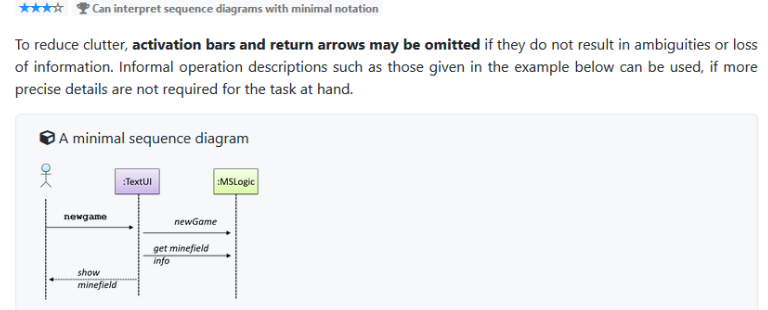 Can interpret sequence diagrams with minimal notation
To reduce clutter, activation bars and return arrows may be omitted if they do not result in ambiguities or loss
of information. Informal operation descriptions such as those given in the example below can be used, if more
precise details are not required for the task at hand.
A minimal sequence diagram
:TextUI
:MSLogic
newgame
newGame
get minefield
info
show
minefield